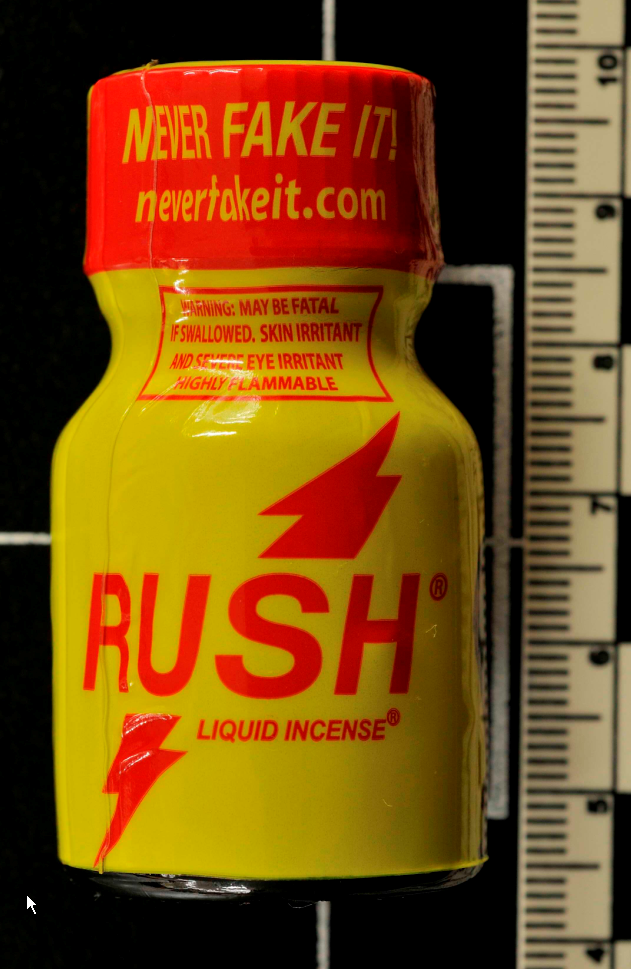 NEVER FAKE IT!
neverfakeit.com
WARNING: MAY BE FATAL
IF SWALLOWED, SKIN IRRITANT
AND SEVERE EYE IRRITANT
HIGHLY FLAMMABLE
RUSH®
LIQUID INCENSE®
10
9
8
7
6
5
4